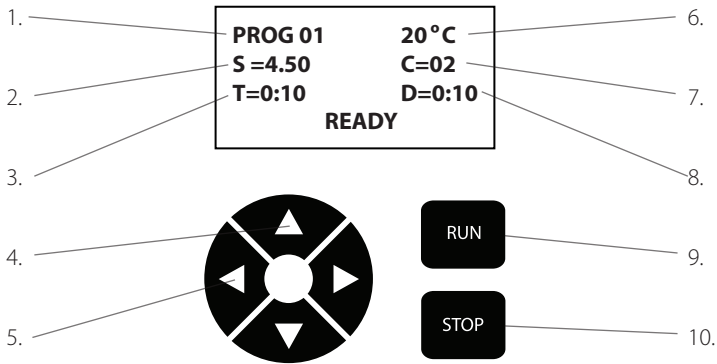 1.
PROG 01 20°C
6.
2.
S =4.50 C=02
7.
3.
T=0:10 D=0:10
8.
READY
4.
RUN
9.
5.
STOP
10.